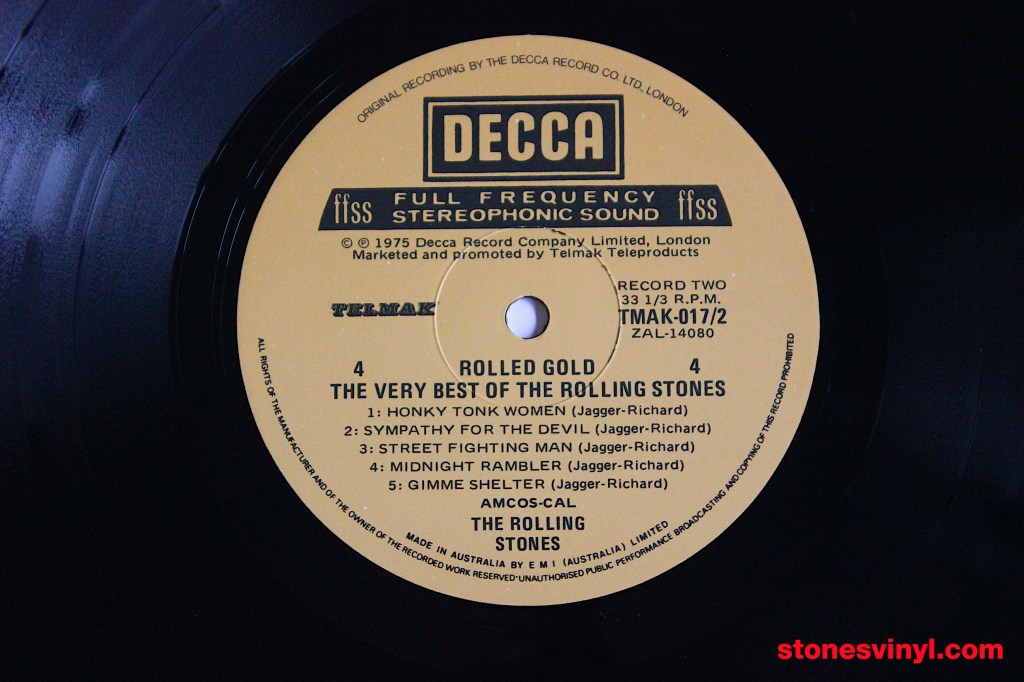 ORIGINAL RECORDING BY THE DECCA RECORD CO. LTD., LONDON
DECCA
ffss FULL FREQUENCY STEREOPHONIC SOUND ffss
© ℗ 1975 Decca Record Company Limited, London
Marketed and promoted by Telmak Teleproducts
TELMAK
RECORD TWO
33 1/3 R.P.M.
TMAK-017/2
ZAL-14080
4 ROLLED GOLD 4
THE VERY BEST OF THE ROLLING STONES
1: HONKY TONK WOMEN (Jagger-Richard)
2: SYMPATHY FOR THE DEVIL (Jagger-Richard)
3: STREET FIGHTING MAN (Jagger-Richard)
4: MIDNIGHT RAMBLER (Jagger-Richard)
5: GIMME SHELTER (Jagger-Richard)
AMCOS-CAL
THE ROLLING
STONES
MADE IN AUSTRALIA BY E M I (AUSTRALIA) LIMITED
ALL RIGHTS OF THE MANUFACTURER AND OF THE OWNER OF THE RECORDED WORK RESERVED·UNAUTHORISED PUBLIC PERFORMANCE BROADCASTING AND COPYING OF THIS RECORD PROHIBITED
stonesvinyl.com